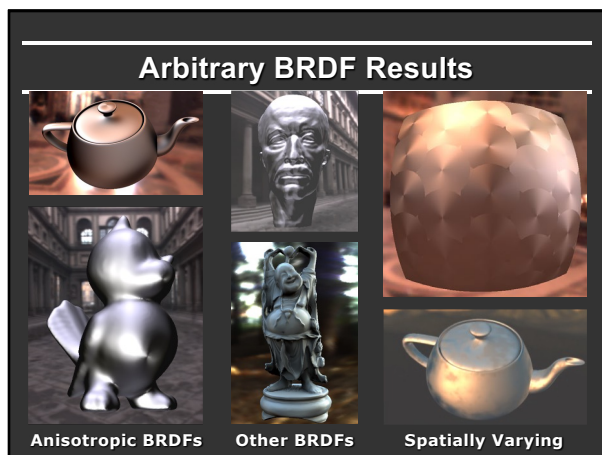 Arbitrary BRDF Results
Anisotropic BRDFs
Other BRDFs
Spatially Varying